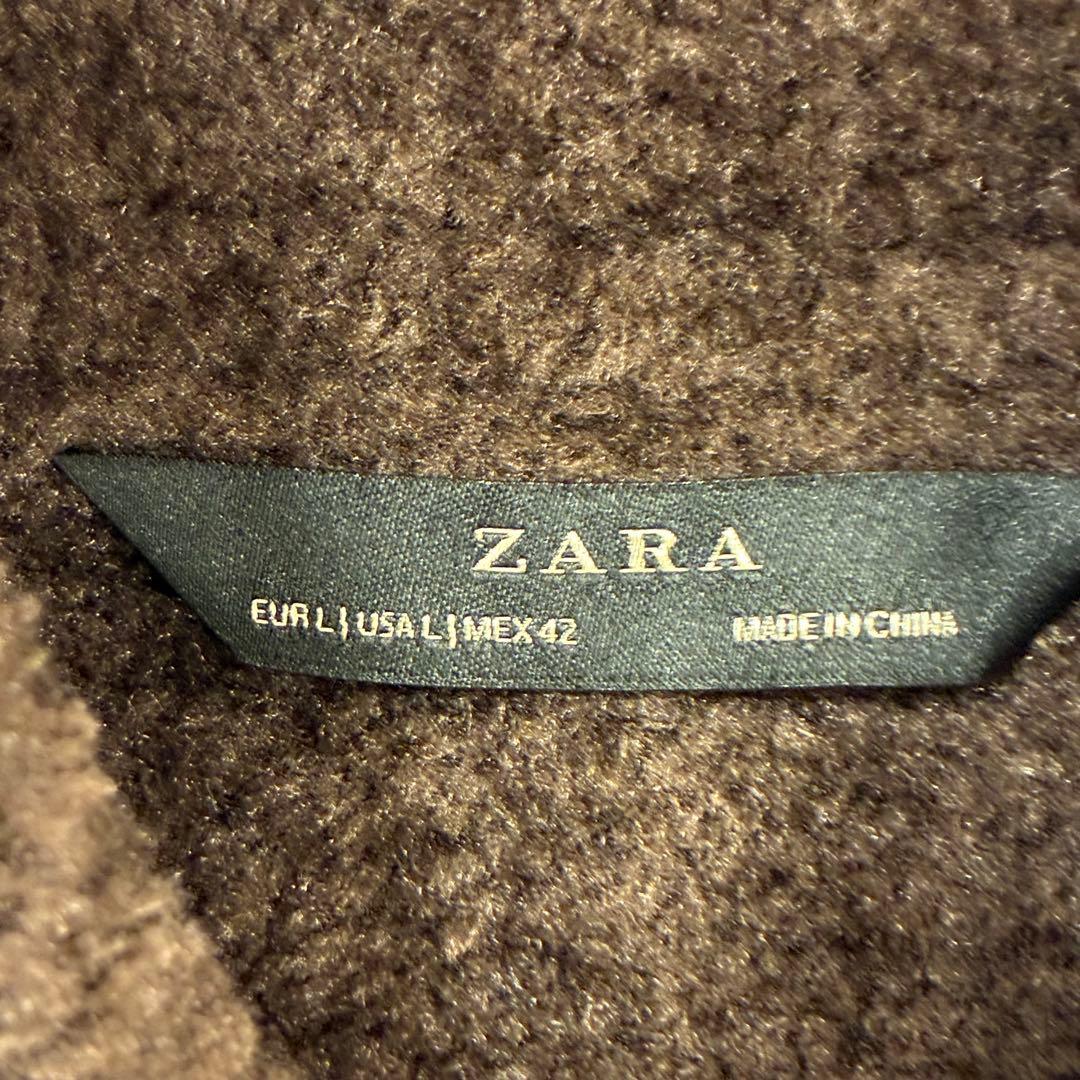 ZARA
EUR L | USA L | MEX 42 MADE IN CHINA